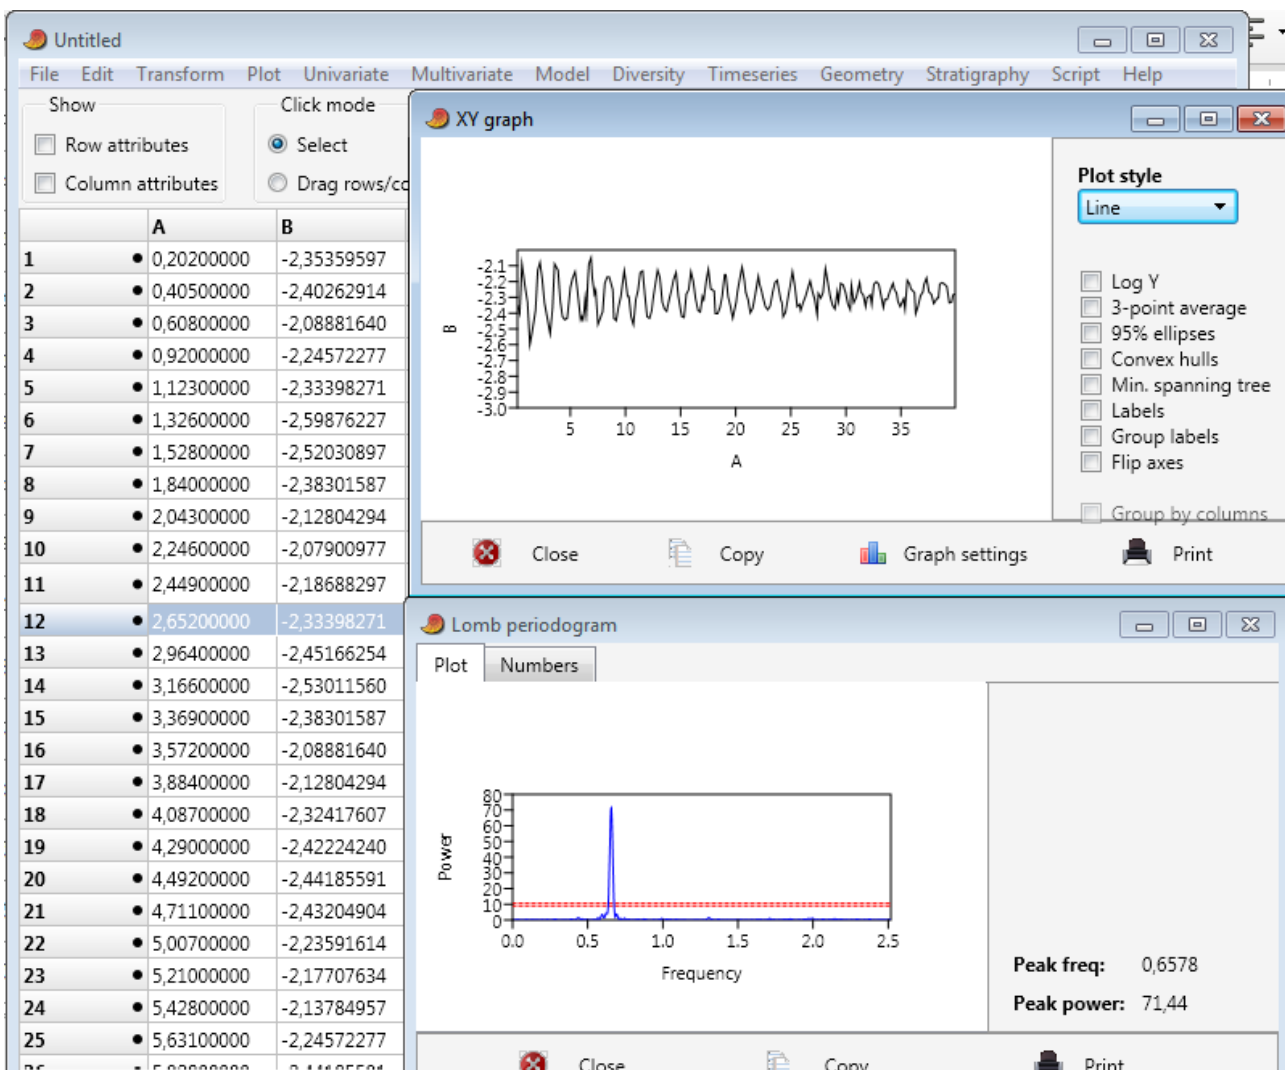 Untitled
File Edit Transform Plot Univariate Multivariate Model Diversity Timeseries Geometry Stratigraphy Script Help
Show
Row attributes
Column attributes
Click mode
Select
Drag rows/co
A B
1 0,20200000 -2,35359597
2 0,40500000 -2,40262914
3 0,60800000 -2,08881640
4 0,92000000 -2,24572277
5 1,12300000 -2,33398271
6 1,32600000 -2,59876227
7 1,52800000 -2,52030897
8 1,84000000 -2,38301587
9 2,04300000 -2,12804294
10 2,24600000 -2,07900977
11 2,44900000 -2,18688297
12 2,65200000 -2,33398271
13 2,96400000 -2,45166254
14 3,16600000 -2,53011560
15 3,36900000 -2,38301587
16 3,57200000 -2,08881640
17 3,88400000 -2,12804294
18 4,08700000 -2,32417607
19 4,29000000 -2,42224240
20 4,49200000 -2,44185591
21 4,71100000 -2,43204904
22 5,00700000 -2,23591614
23 5,21000000 -2,17707634
24 5,42800000 -2,13784957
25 5,63100000 -2,24572277
XY graph
-2.1
-2.2
-2.3
-2.4
-2.5
-2.6
-2.7
-2.8
-2.9
-3.0
B
5 10 15 20 25 30 35
A
Plot style
Line
Log Y
3-point average
95% ellipses
Convex hulls
Min. spanning tree
Labels
Group labels
Flip axes
Group by columns
Close Copy Graph settings Print
Lomb periodogram
Plot Numbers
80
70
60
50
40
30
20
10
0
Power
0.0 0.5 1.0 1.5 2.0 2.5
Frequency
Peak freq: 0,6578
Peak power: 71,44
Close Copy Print